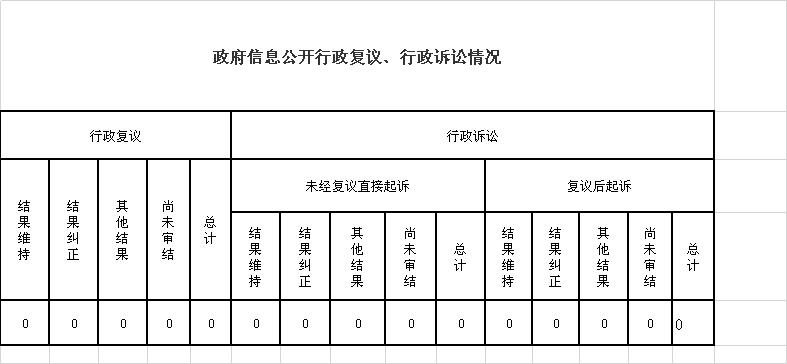 政府信息公开行政复议、行政诉讼情况
行政复议 行政诉讼
未经复议直接起诉 复议后起诉
结果维持 结果纠正 其他结果 尚未审结 总计 结果维持 结果纠正 其他结果 尚未审结 总计 结果维持 结果纠正 其他结果 尚未审结 总计
0 0 0 0 0 0 0 0 0 0 0 0 0 0 0